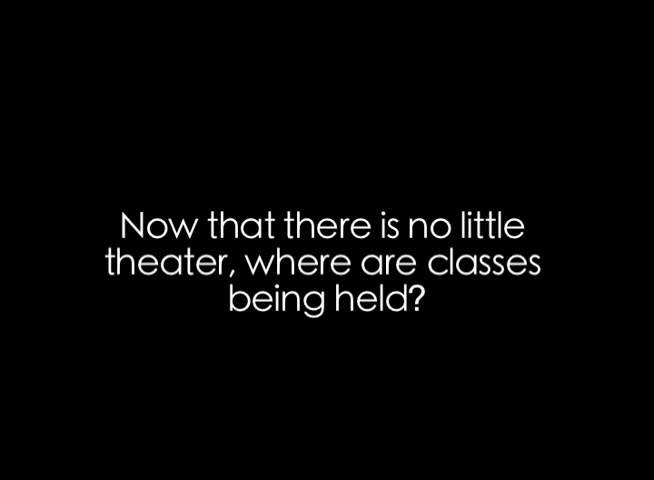 Now that there is no little
theater, where are classes
being held?